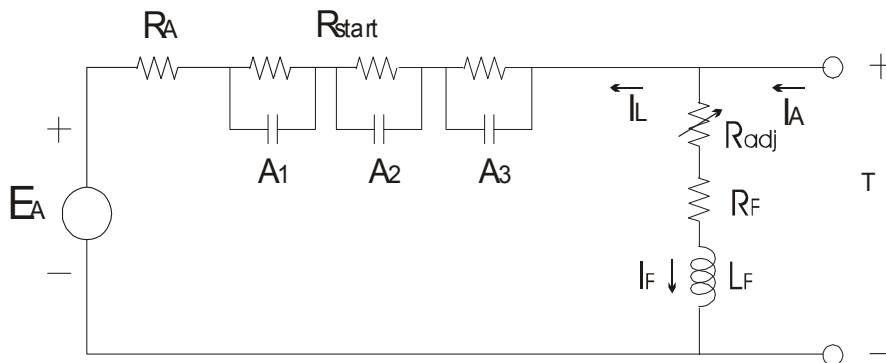 RA
Rstart
+
IL
IA
Radj
+
A1
A2
A3
T
EA
RF
−
IF
LF
−